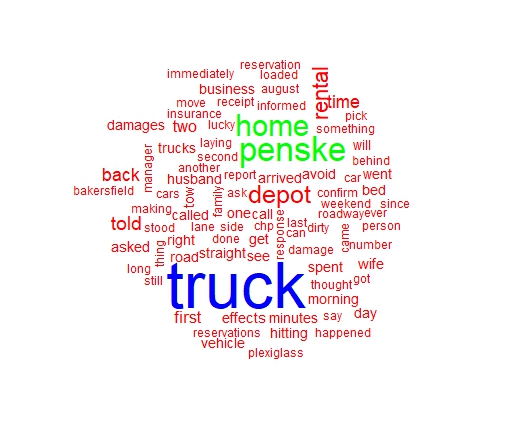 reservation
immediately loaded
business august rental
move receipt informed time
insurance pick
damages two lucky home something
manager trucks laying penske will
second behind
another
back husband report arrived avoid car went
bakersfield cars tow family ask depot confirm bed
weekend since
making called one call last roadway ever
told stood lane side chp can dirty person
asked thing right done get response damage came number
road straight see
long truck spent wife
still thought got
morning
first effects minutes say day
reservations hitting happened
vehicle
plexiglass